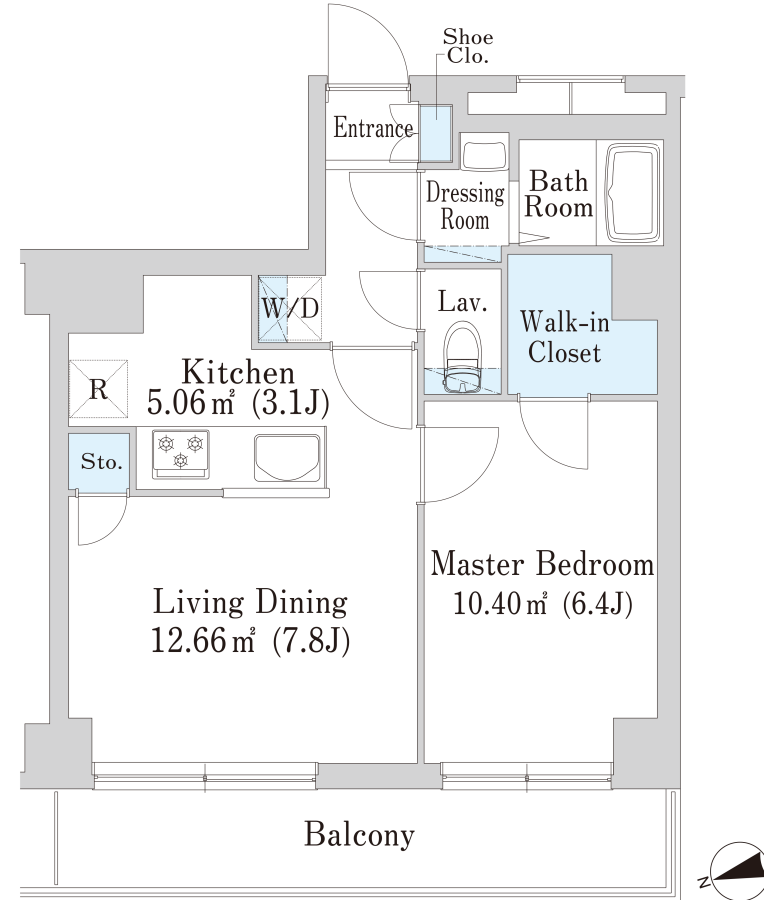 Shoe
Clo.
Entrance
Dressing
Room
Bath
Room
W/D
Lav.
Walk-in
Closet
Kitchen
5.06㎡ (3.1J)
R
Sto.
Living Dining
12.66㎡ (7.8J)
Master Bedroom
10.40㎡ (6.4J)
Balcony
N